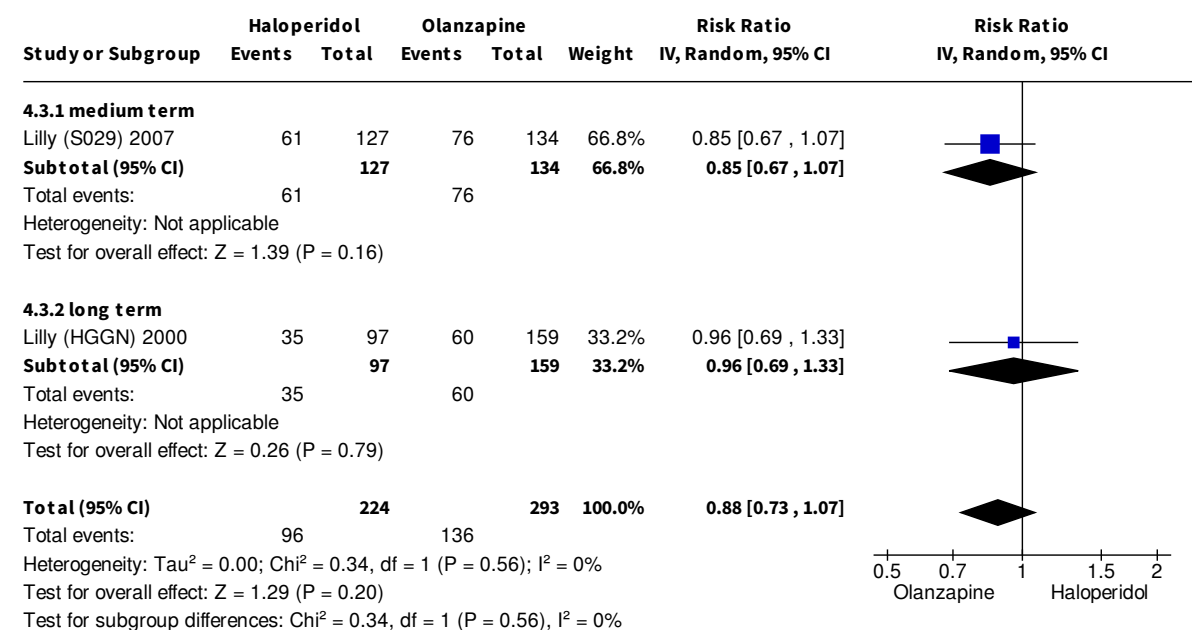 Haloperidol Olanzapine Risk Ratio Risk Ratio
Study or Subgroup Events Total Events Total Weight IV, Random, 95% CI IV, Random, 95% CI
4.3.1 medium term
Lilly (S029) 2007 61 127 76 134 66.8% 0.85 [0.67 , 1.07]
Subtotal (95% CI) 127 134 66.8% 0.85 [0.67 , 1.07]
Total events: 61 76
Heterogeneity: Not applicable
Test for overall effect: Z = 1.39 (P = 0.16)
4.3.2 long term
Lilly (HGGN) 2000 35 97 60 159 33.2% 0.96 [0.69 , 1.33]
Subtotal (95% CI) 97 159 33.2% 0.96 [0.69 , 1.33]
Total events: 35 60
Heterogeneity: Not applicable
Test for overall effect: Z = 0.26 (P = 0.79)
Total (95% CI) 224 293 100.0% 0.88 [0.73 , 1.07]
Total events: 96 136
Heterogeneity: Tau² = 0.00; Chi² = 0.34, df = 1 (P = 0.56); I² = 0%
Test for overall effect: Z = 1.29 (P = 0.20)
Test for subgroup differences: Chi² = 0.34, df = 1 (P = 0.56), I² = 0%
0.5 0.7 1 1.5 2
Olanzapine Haloperidol